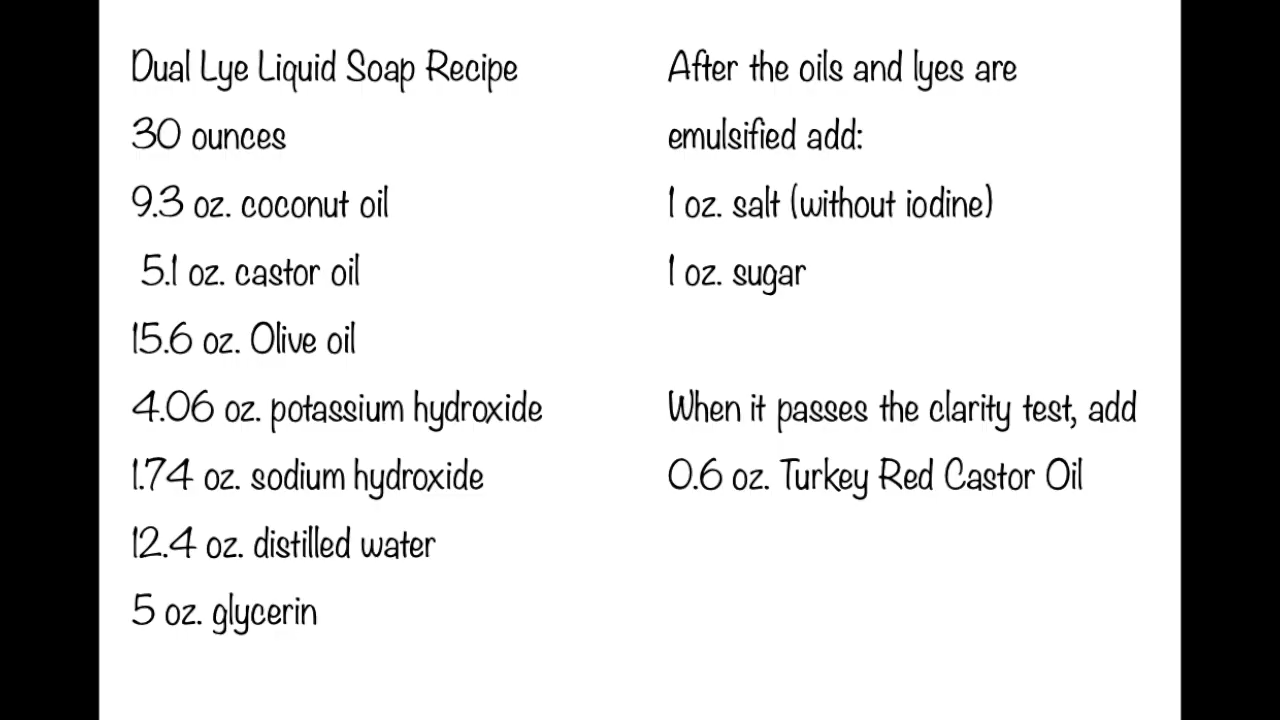 Dual Lye Liquid Soap Recipe
30 ounces
9.3 oz. coconut oil
5.1 oz. castor oil
15.6 oz. Olive oil
4.06 oz. potassium hydroxide
1.74 oz. sodium hydroxide
12.4 oz. distilled water
5 oz. glycerin
After the oils and lyes are
emulsified add:
1 oz. salt (without iodine)
1 oz. sugar
When it passes the clarity test, add
0.6 oz. Turkey Red Castor Oil